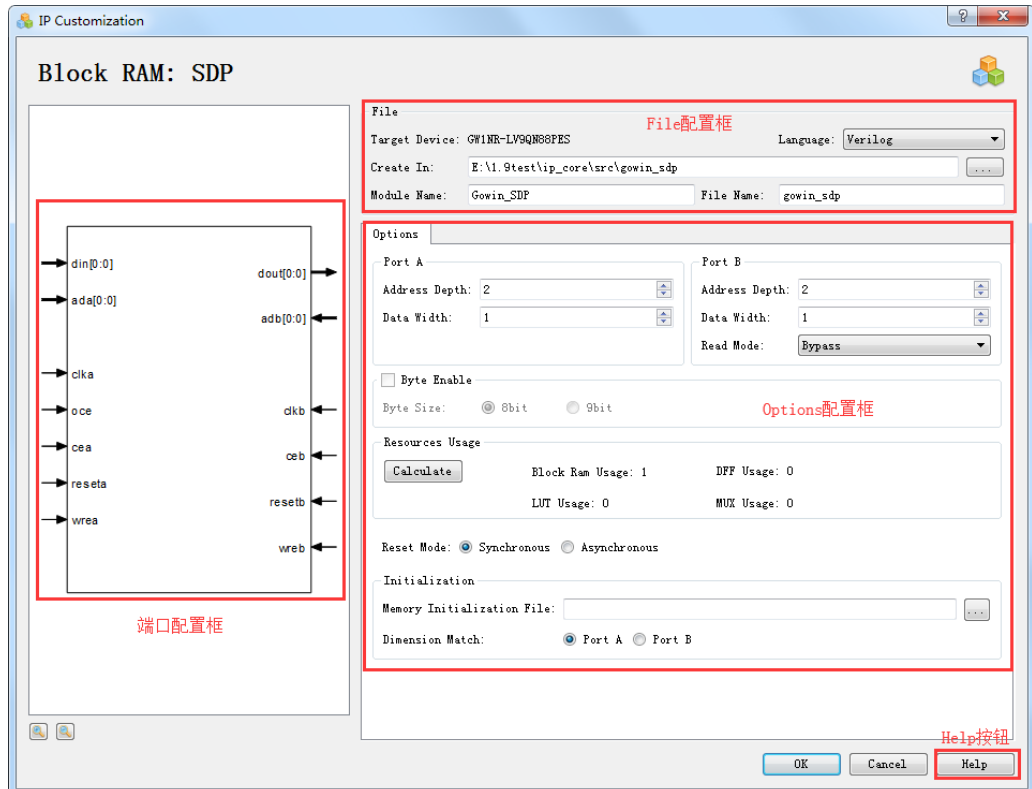 IP Customization
Block RAM: SDP
File
File配置框
Target Device: GW1NR-LV9QN88PES
Language: Verilog
Create In: E:\1.9test\ip_core\src\gowin_sdp ...
Module Name: Gowin_SDP
File Name: gowin_sdp
din[0:0]
dout[0:0]
ada[0:0]
adb[0:0]
clka
oce
clkb
cea
ceb
reseta
resetb
wrea
wreb
端口配置框
Options
Port A
Address Depth: 2
Data Width: 1
Port B
Address Depth: 2
Data Width: 1
Read Mode: Bypass
Byte Enable
Byte Size: 8bit 9bit
Options配置框
Resources Usage
Calculate
Block Ram Usage: 1
DFF Usage: 0
LUT Usage: 0
MUX Usage: 0
Reset Mode: Synchronous Asynchronous
Initialization
Memory Initialization File: ...
Dimension Match: Port A Port B
Help按钮
OK
Cancel
Help